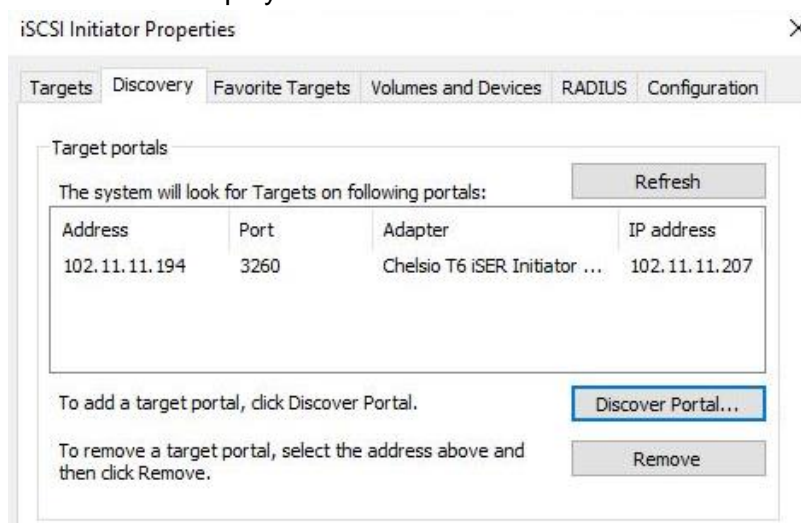 iSCSI Initiator Properties
Targets Discovery Favorite Targets Volumes and Devices RADIUS Configuration
Target portals
The system will look for Targets on following portals:
Refresh
Address Port Adapter IP address
102.11.11.194 3260 Chelsio T6 iSER Initiator ... 102.11.11.207
To add a target portal, click Discover Portal.
Discover Portal...
To remove a target portal, select the address above and
then click Remove.
Remove